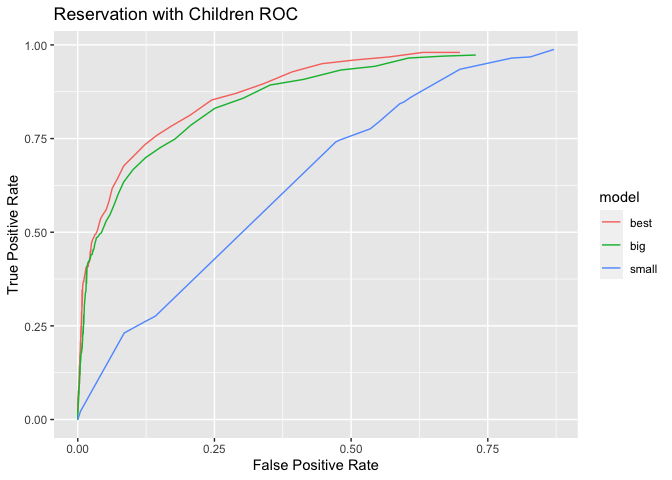 Reservation with Children ROC
True Positive Rate
1.00
0.75
0.50
0.25
0.00
0.00 0.25 0.50 0.75
False Positive Rate
model
best
big
small